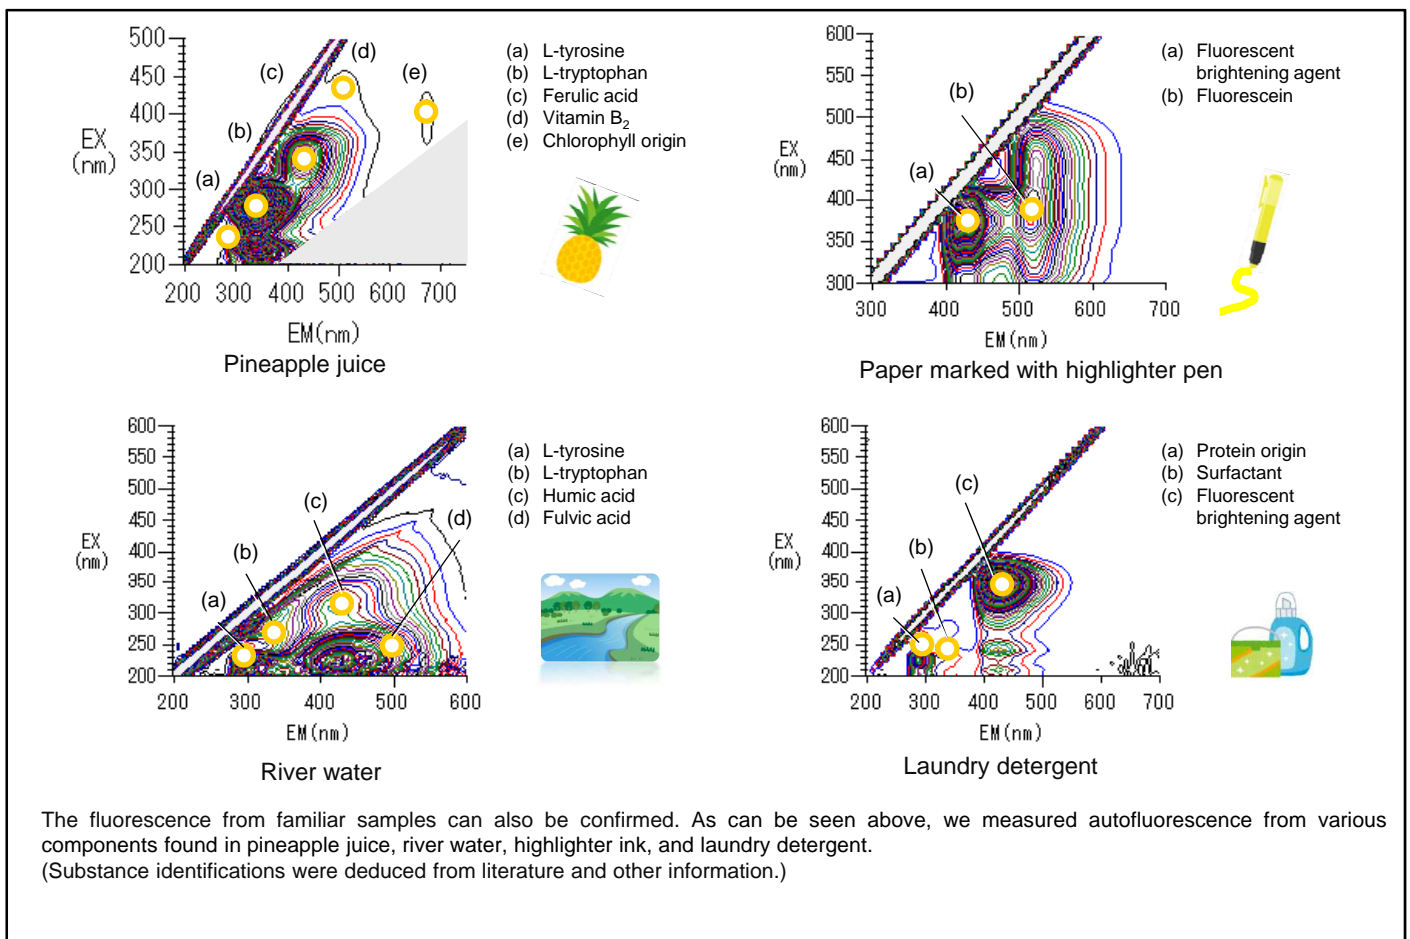 500
450
400
350
300
250
200
EX
(nm)
200 300 400 500 600 700
EM(nm)
(a)
(b)
(c)
(d)
(e)
(a) L-tyrosine
(b) L-tryptophan
(c) Ferulic acid
(d) Vitamin B2
(e) Chlorophyll origin
Pineapple juice
600
500
400
350
300
450
EX
(nm)
300 400 500 600 700
EM(nm)
(a)
(b)
(a) Fluorescent
brightening agent
(b) Fluorescein
Paper marked with highlighter pen
600
550
500
450
400
350
300
250
200
EX
(nm)
200 300 400 500 600
EM(nm)
(a)
(b)
(c)
(d)
(a) L-tyrosine
(b) L-tryptophan
(c) Humic acid
(d) Fulvic acid
River water
600
550
500
450
400
350
300
250
200
EX
(nm)
200 300 400 500 600 700
EM(nm)
(a)
(b)
(c)
(a) Protein origin
(b) Surfactant
(c) Fluorescent
brightening agent
Laundry detergent
The fluorescence from familiar samples can also be confirmed. As can be seen above, we measured autofluorescence from various
components found in pineapple juice, river water, highlighter ink, and laundry detergent.
(Substance identifications were deduced from literature and other information.)